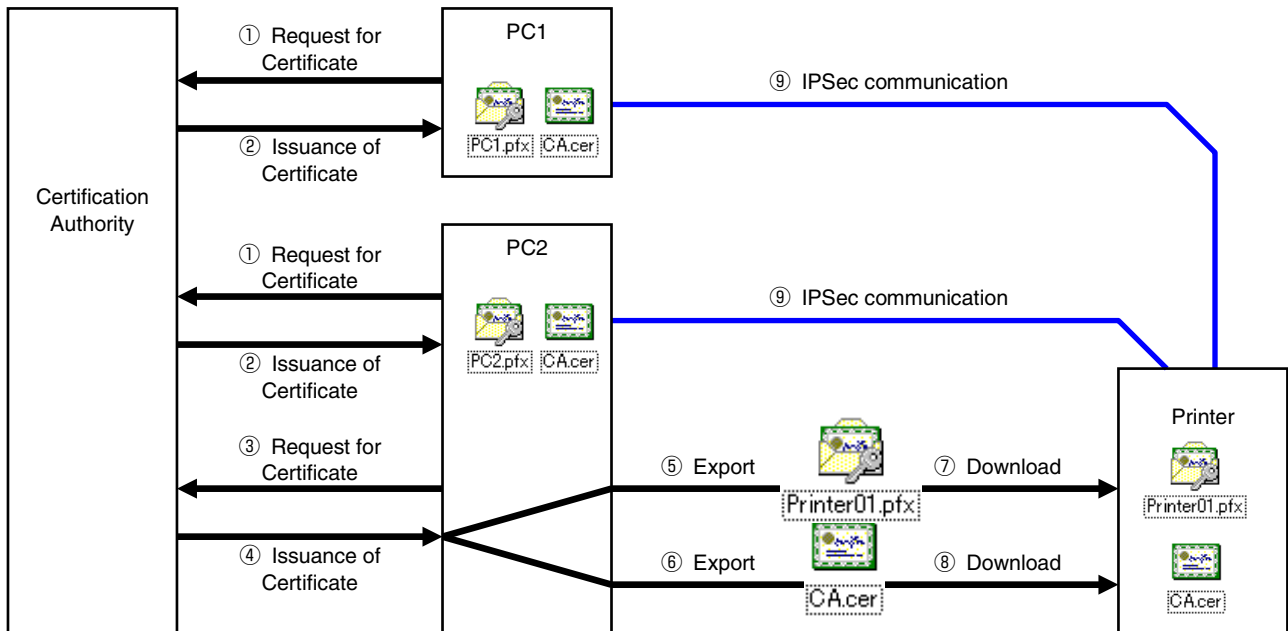 Certification
Authority
① Request for
Certificate
② Issuance of
Certificate
PC1
PC1.pfx
CA.cer
⑨ IPSec communication
① Request for
Certificate
② Issuance of
Certificate
③ Request for
Certificate
④ Issuance of
Certificate
PC2
PC2.pfx
CA.cer
⑨ IPSec communication
⑤ Export
Printer01.pfx
⑦ Download
⑥ Export
CA.cer
⑧ Download
Printer
Printer01.pfx
CA.cer